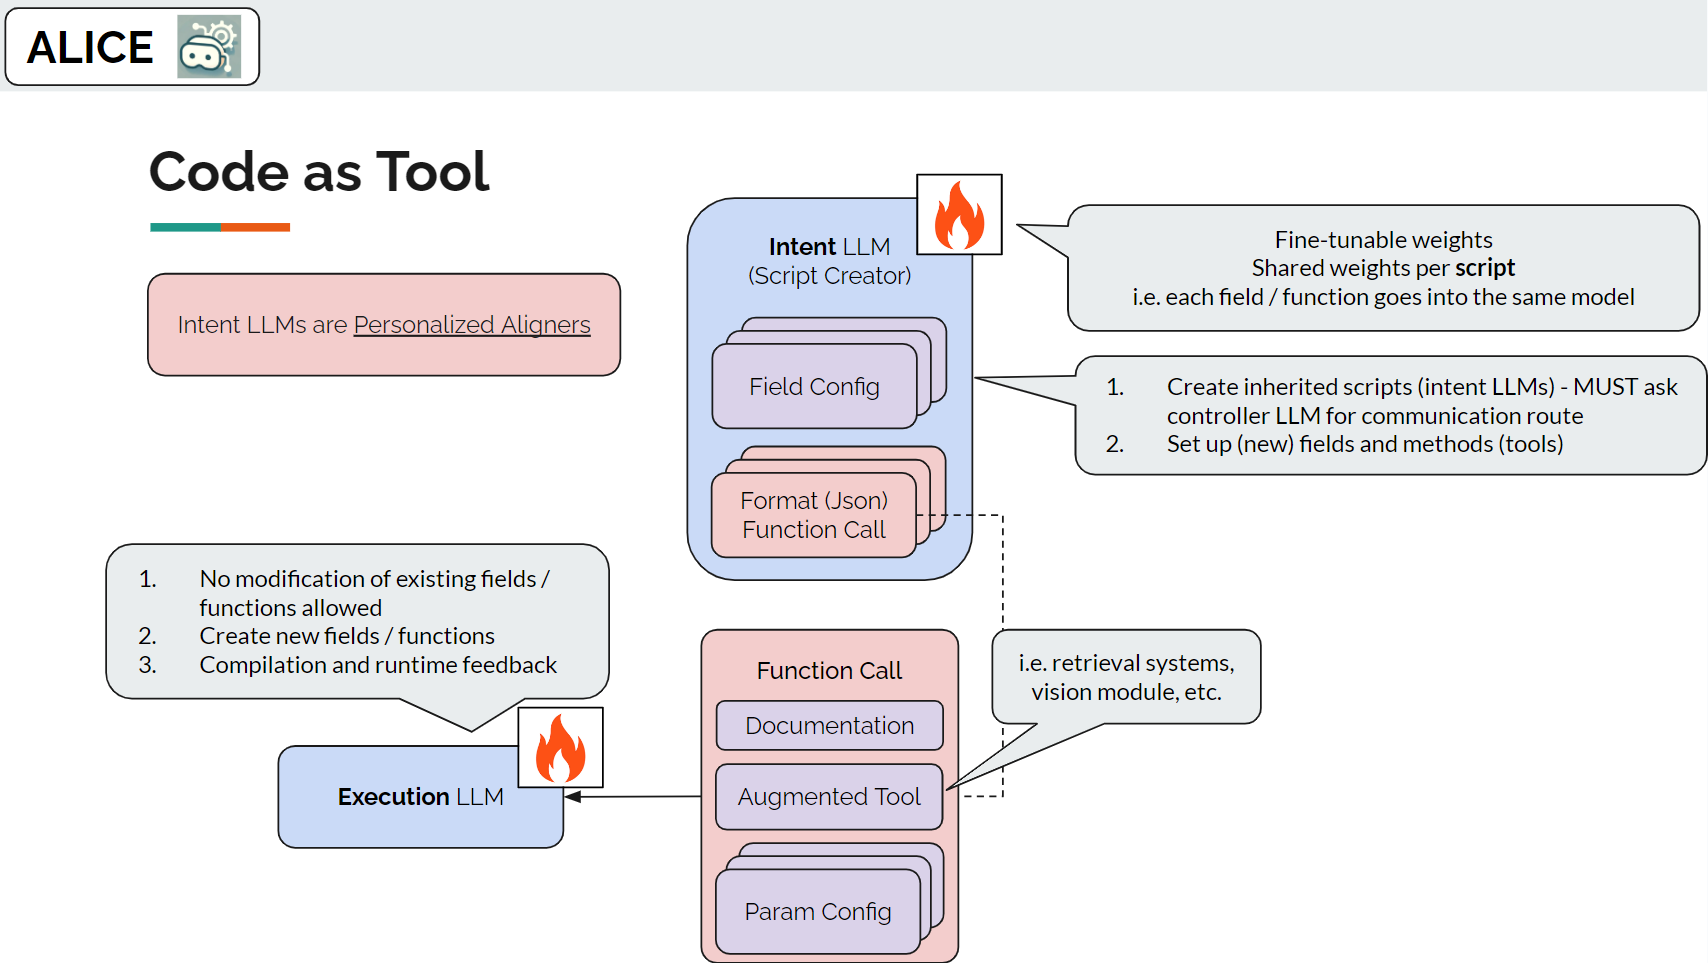 ALICE
Code as Tool
Intent LLMs are Personalized Aligners
Intent LLM
(Script Creator)
Field Config
Format (Json)
Function Call
Fine-tunable weights
Shared weights per script
i.e. each field / function goes into the same model
1. Create inherited scripts (intent LLMs) - MUST ask
controller LLM for communication route
2. Set up (new) fields and methods (tools)
1. No modification of existing fields /
functions allowed
2. Create new fields / functions
3. Compilation and runtime feedback
Execution LLM
Function Call
Documentation
Augmented Tool
Param Config
i.e. retrieval systems,
vision module, etc.